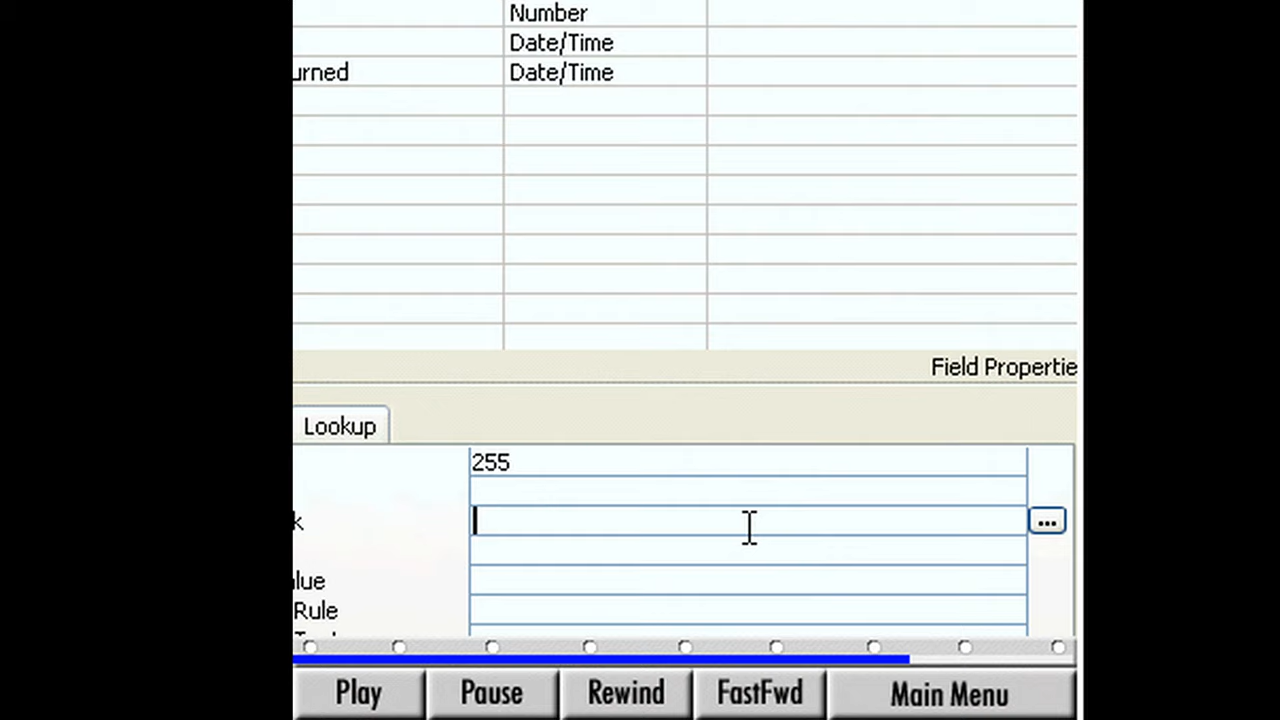 Number
Date/Time
urned Date/Time
Field Propertie
Lookup
255
k ...
lue
Rule
Play Pause Rewind FastFwd Main Menu